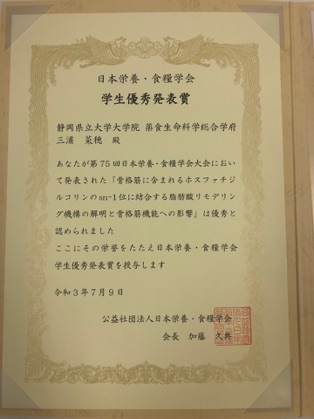 日本栄養・食糧学会
学生優秀発表賞
静岡県立大学大学院 薬食生命科学総合学府
三浦 菜穂 殿
あなたが第75回日本栄養・食糧学会大会において発表された「骨格筋に含まれるホスファチジルコリンのsn-1位に結合する脂肪酸リモデリング機構の解明と骨格筋機能への影響」は優秀と認められました
ここにその栄誉をたたえ日本栄養・食糧学会学生優秀発表賞を授与します
令和3年7月9日
公益社団法人日本栄養・食糧学会
会長 加藤 久典